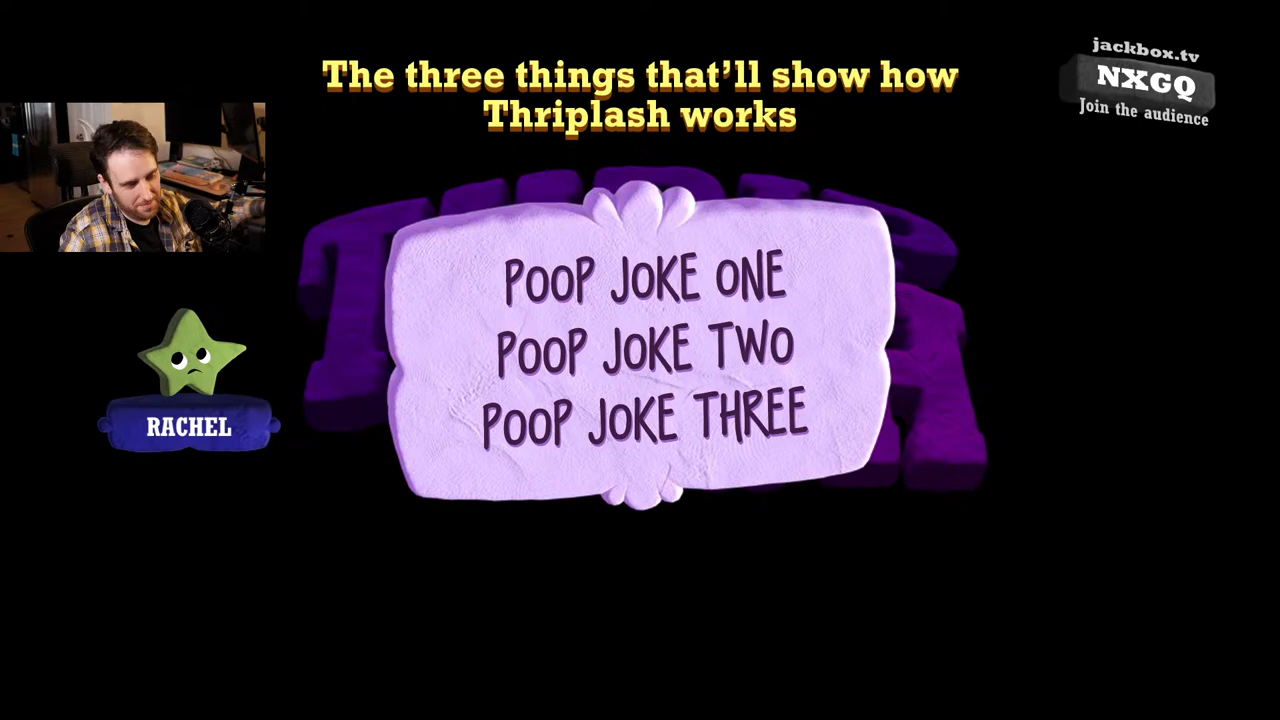 The three things that’ll show how
Thriplash works
jackbox.tv
NXGQ
Join the audience
POOP JOKE ONE
POOP JOKE TWO
POOP JOKE THREE
RACHEL